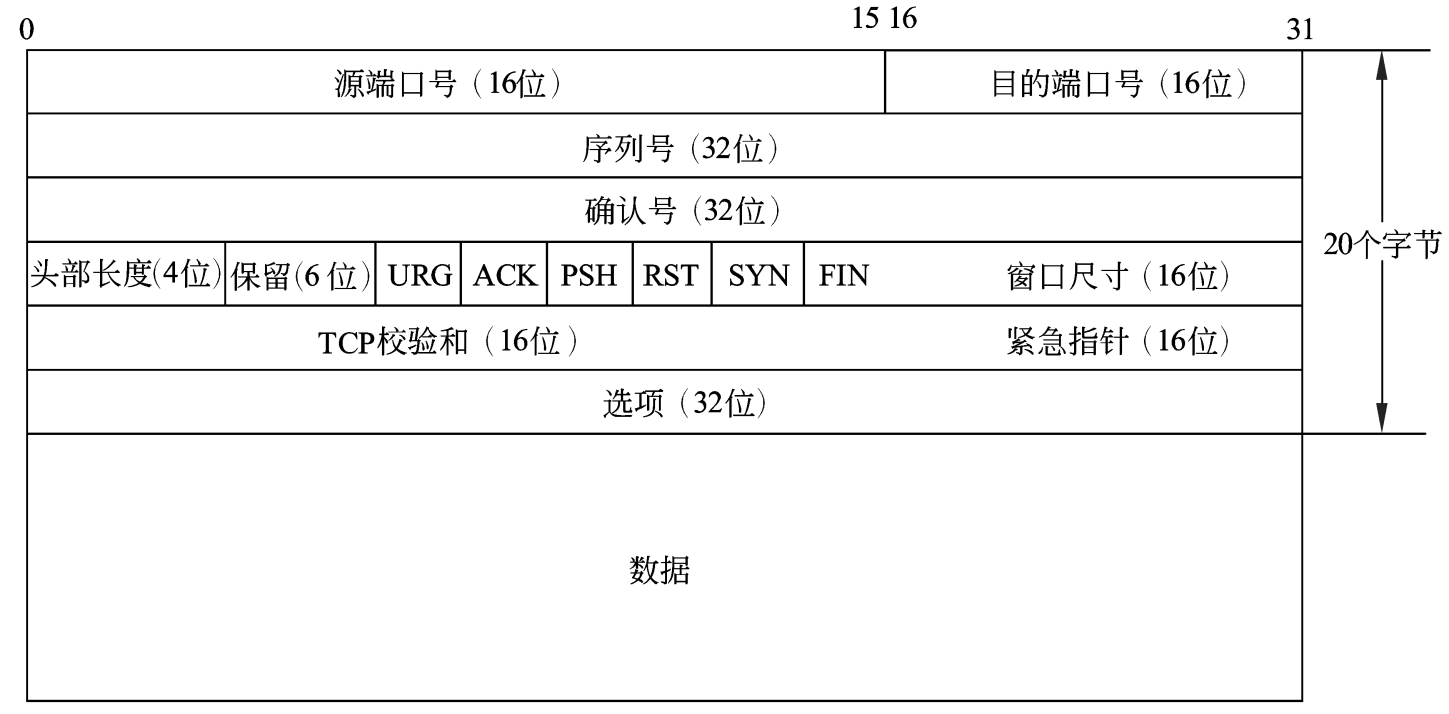 0 15 16 31
源端口号（16位） 目的端口号（16位）
序列号（32位）
确认号（32位）
20个字节
头部长度(4位) 保留(6位) URG ACK PSH RST SYN FIN 窗口尺寸（16位）
TCP校验和（16位） 紧急指针（16位）
选项（32位）
数据